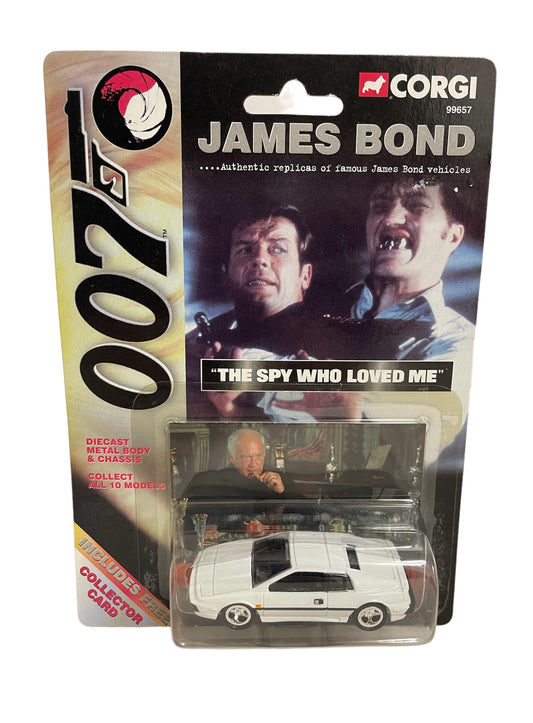 CORGI
99657
JAMES BOND
....Authentic replicas of famous James Bond vehicles
007
TM
"THE SPY WHO LOVED ME"
DIECAST
METAL BODY
& CHASSIS
COLLECT
ALL 10 MODELS
INCLUDES FREE
COLLECTOR
CARD